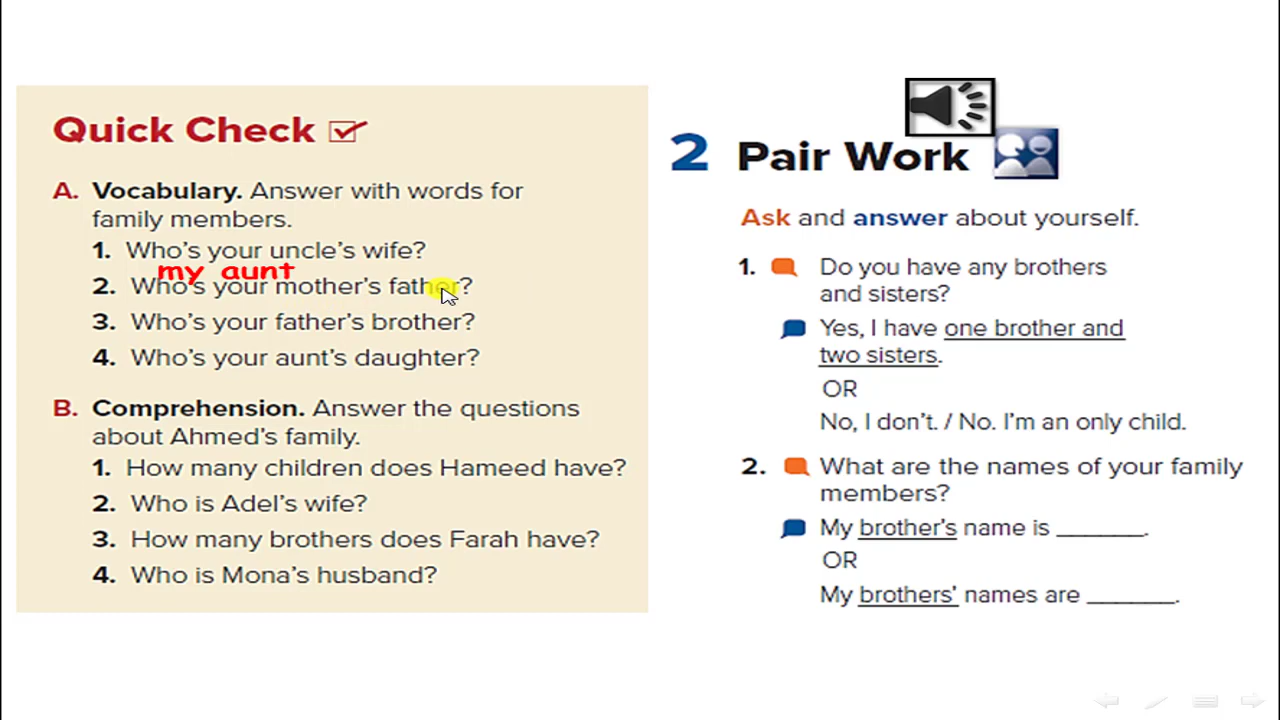 Quick Check
A. Vocabulary. Answer with words for
family members.
1. Who's your uncle's wife?
my aunt
2. Who's your mother's father?
3. Who's your father's brother?
4. Who's your aunt's daughter?
B. Comprehension. Answer the questions
about Ahmed's family.
1. How many children does Hameed have?
2. Who is Adel's wife?
3. How many brothers does Farah have?
4. Who is Mona's husband?
2 Pair Work
Ask and answer about yourself.
1. Do you have any brothers
and sisters?
Yes, I have one brother and
two sisters.
OR
No, I don't. / No. I'm an only child.
2. What are the names of your family
members?
My brother's name is _______.
OR
My brothers' names are _______.